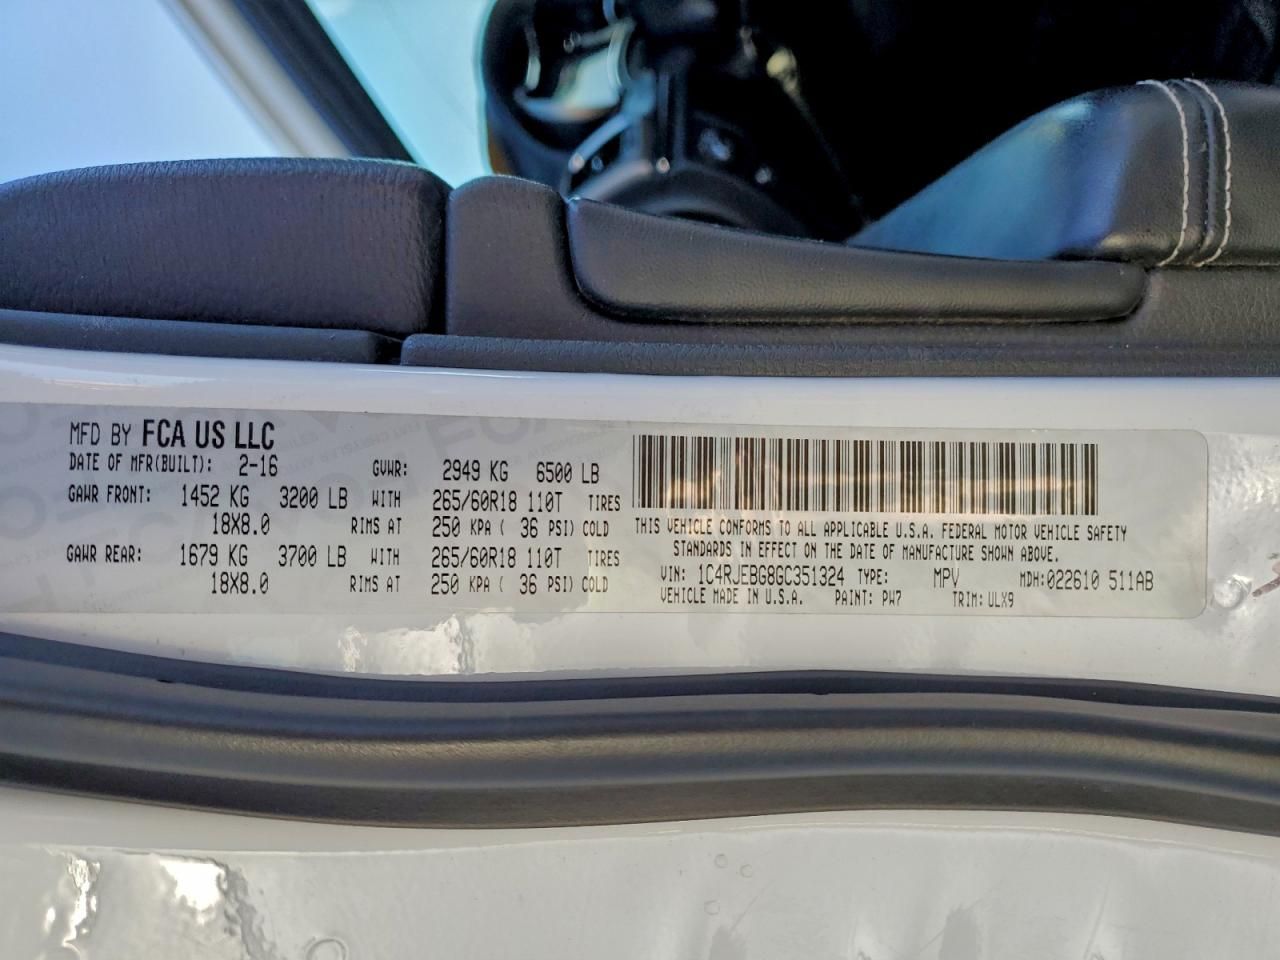 MFD BY FCA US LLC
DATE OF MFR(BUILT): 2-16 GVWR: 2949 KG 6500 LB
GAWR FRONT: 1452 KG 3200 LB WITH 265/60R18 110T TIRES
18X8.0 RIMS AT 250 KPA ( 36 PSI) COLD
GAWR REAR: 1679 KG 3700 LB WITH 265/60R18 110T TIRES
18X8.0 RIMS AT 250 KPA ( 36 PSI) COLD
THIS VEHICLE CONFORMS TO ALL APPLICABLE U.S.A. FEDERAL MOTOR VEHICLE SAFETY
STANDARDS IN EFFECT ON THE DATE OF MANUFACTURE SHOWN ABOVE.
VIN: 1C4RJEBG8GC351324 TYPE: MPV MDH:022610 511AB
VEHICLE MADE IN U.S.A. PAINT: PW7 TRIM:ULX9